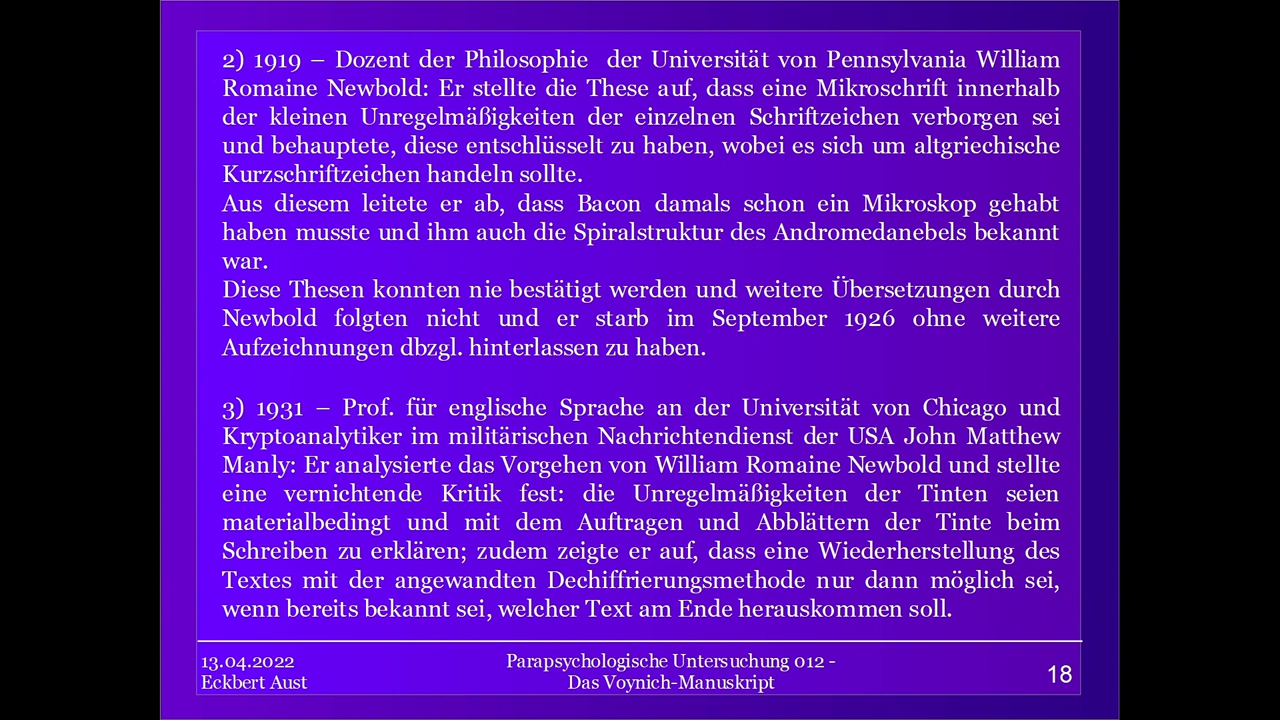 2) 1919 – Dozent der Philosophie der Universität von Pennsylvania William
Romaine Newbold: Er stellte die These auf, dass eine Mikroschrift innerhalb
der kleinen Unregelmäßigkeiten der einzelnen Schriftzeichen verborgen sei
und behauptete, diese entschlüsselt zu haben, wobei es sich um altgriechische
Kurzschriftzeichen handeln sollte.
Aus diesem leitete er ab, dass Bacon damals schon ein Mikroskop gehabt
haben musste und ihm auch die Spiralstruktur des Andromedanebels bekannt
war.
Diese Thesen konnten nie bestätigt werden und weitere Übersetzungen durch
Newbold folgten nicht und er starb im September 1926 ohne weitere
Aufzeichnungen dbzgl. hinterlassen zu haben.
3) 1931 – Prof. für englische Sprache an der Universität von Chicago und
Kryptoanalytiker im militärischen Nachrichtendienst der USA John Matthew
Manly: Er analysierte das Vorgehen von William Romaine Newbold und stellte
eine vernichtende Kritik fest: die Unregelmäßigkeiten der Tinten seien
materialbedingt und mit dem Auftragen und Abblättern der Tinte beim
Schreiben zu erklären; zudem zeigte er auf, dass eine Wiederherstellung des
Textes mit der angewandten Dechiffrierungsmethode nur dann möglich sei,
wenn bereits bekannt sei, welcher Text am Ende herauskommen soll.
13.04.2022
Eckbert Aust
Parapsychologische Untersuchung 012 -
Das Voynich-Manuskript
18